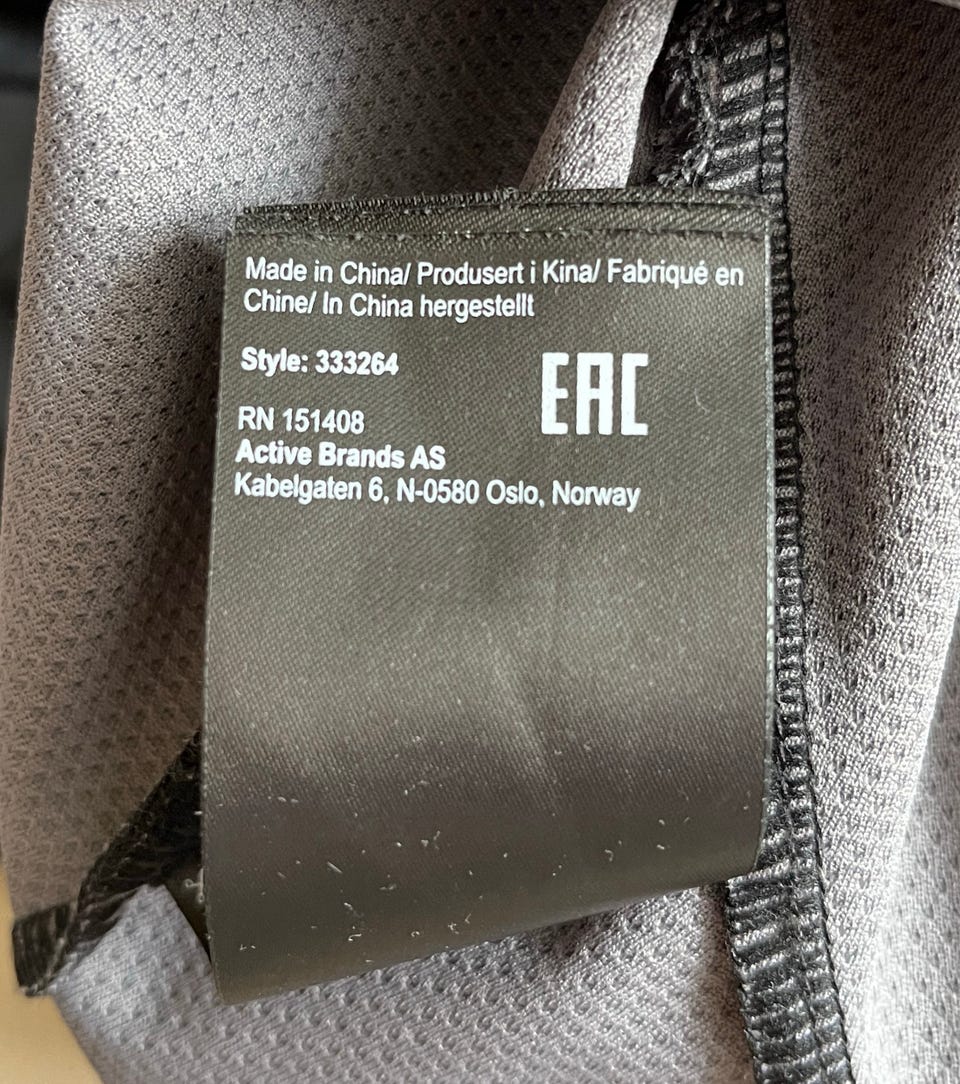 Made in China/ Produsert i Kina/ Fabriqué en
Chine/ In China hergestellt
Style: 333264
EAC
RN 151408
Active Brands AS
Kabelgaten 6, N-0580 Oslo, Norway